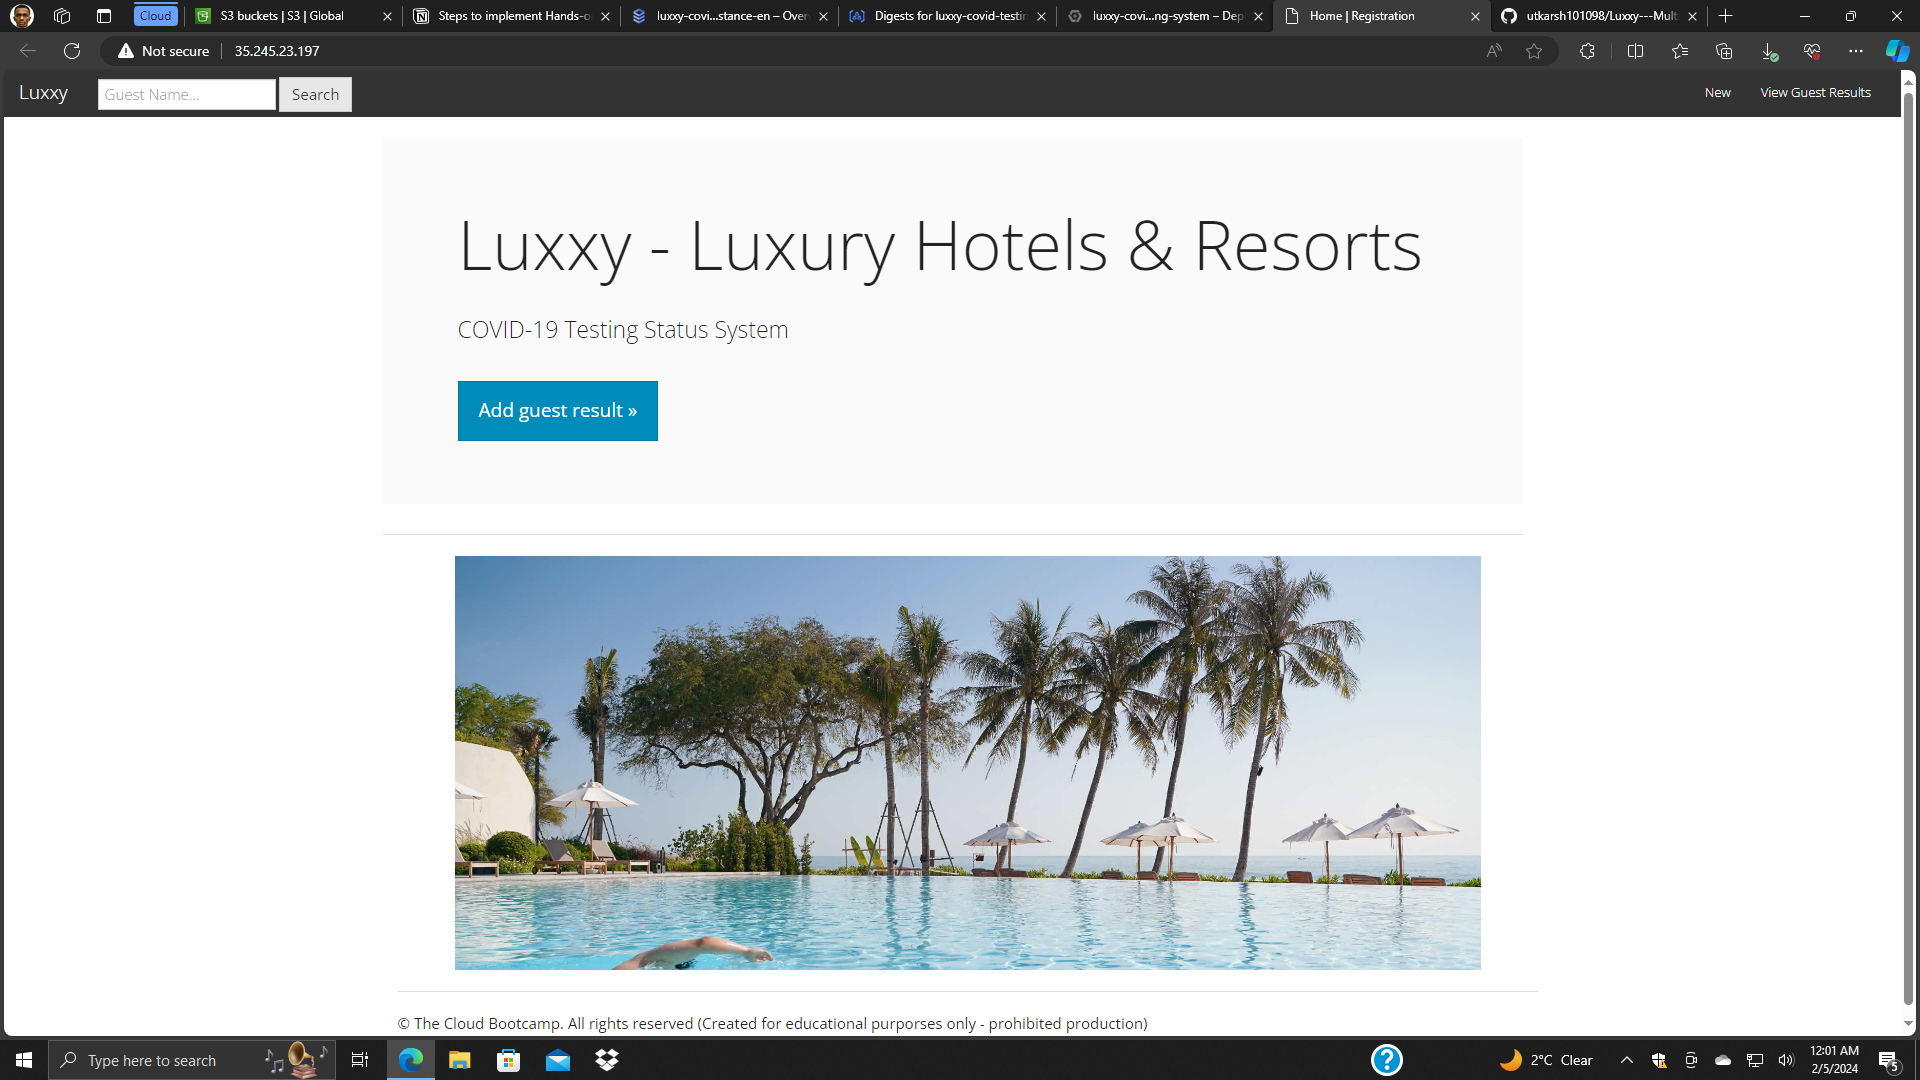 Cloud
S3 buckets | S3 | Global
Steps to implement Hands-o
luxxy-covi...stance-en – Over
Digests for luxxy-covid-testin
luxxy-covi...ng-system – Dep
Home | Registration
utkarsh101098/Luxxy---Mult
Not secure
35.245.23.197
Luxxy
Guest Name...
Search
New
View Guest Results
Luxxy - Luxury Hotels & Resorts
COVID-19 Testing Status System
Add guest result »
© The Cloud Bootcamp. All rights reserved (Created for educational purporses only - prohibited production)
Type here to search
2°C Clear
12:01 AM
2/5/2024
5